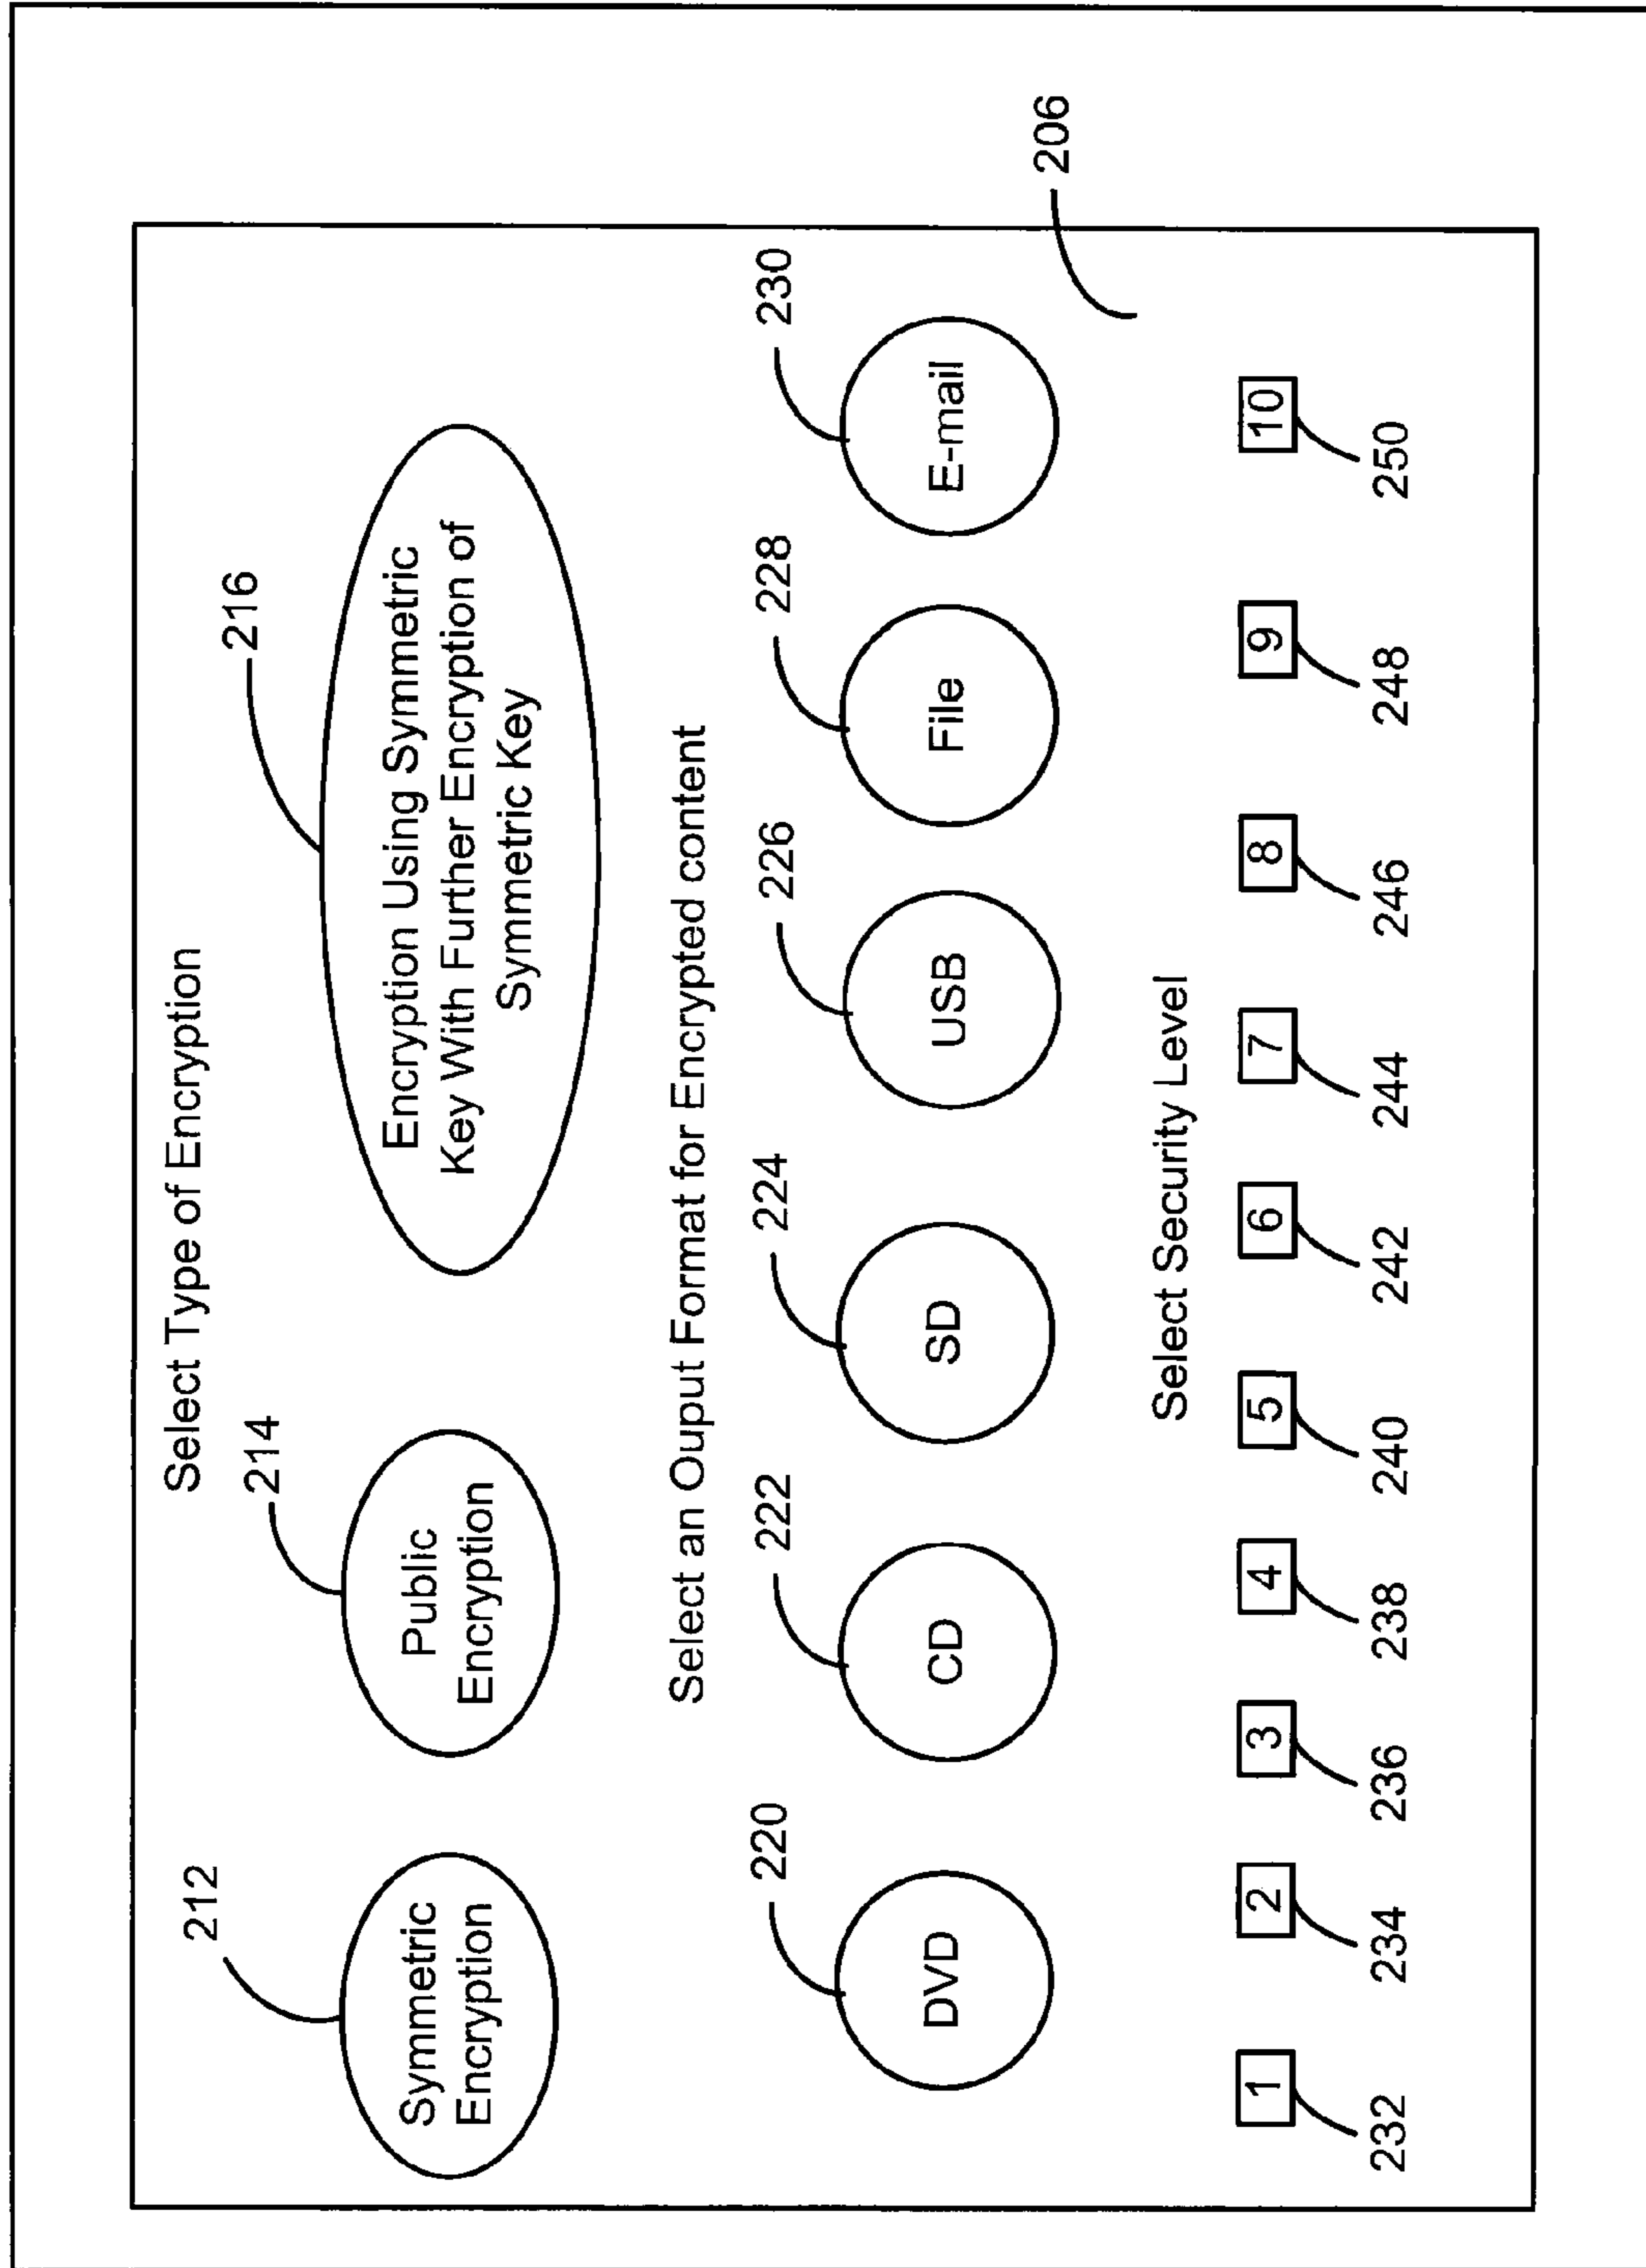 Select Type of Encryption
212
214
216
Symmetric
Encryption
Public
Encryption
Encryption Using Symmetric
Key With Further Encryption of
Symmetric Key
Select an Ouput Format for Encrypted content
220
222
224
226
228
230
DVD
CD
SD
USB
File
E-mail
206
Select Security Level
1
2
3
4
5
6
7
8
9
10
232
234
236
238
240
242
244
246
248
250